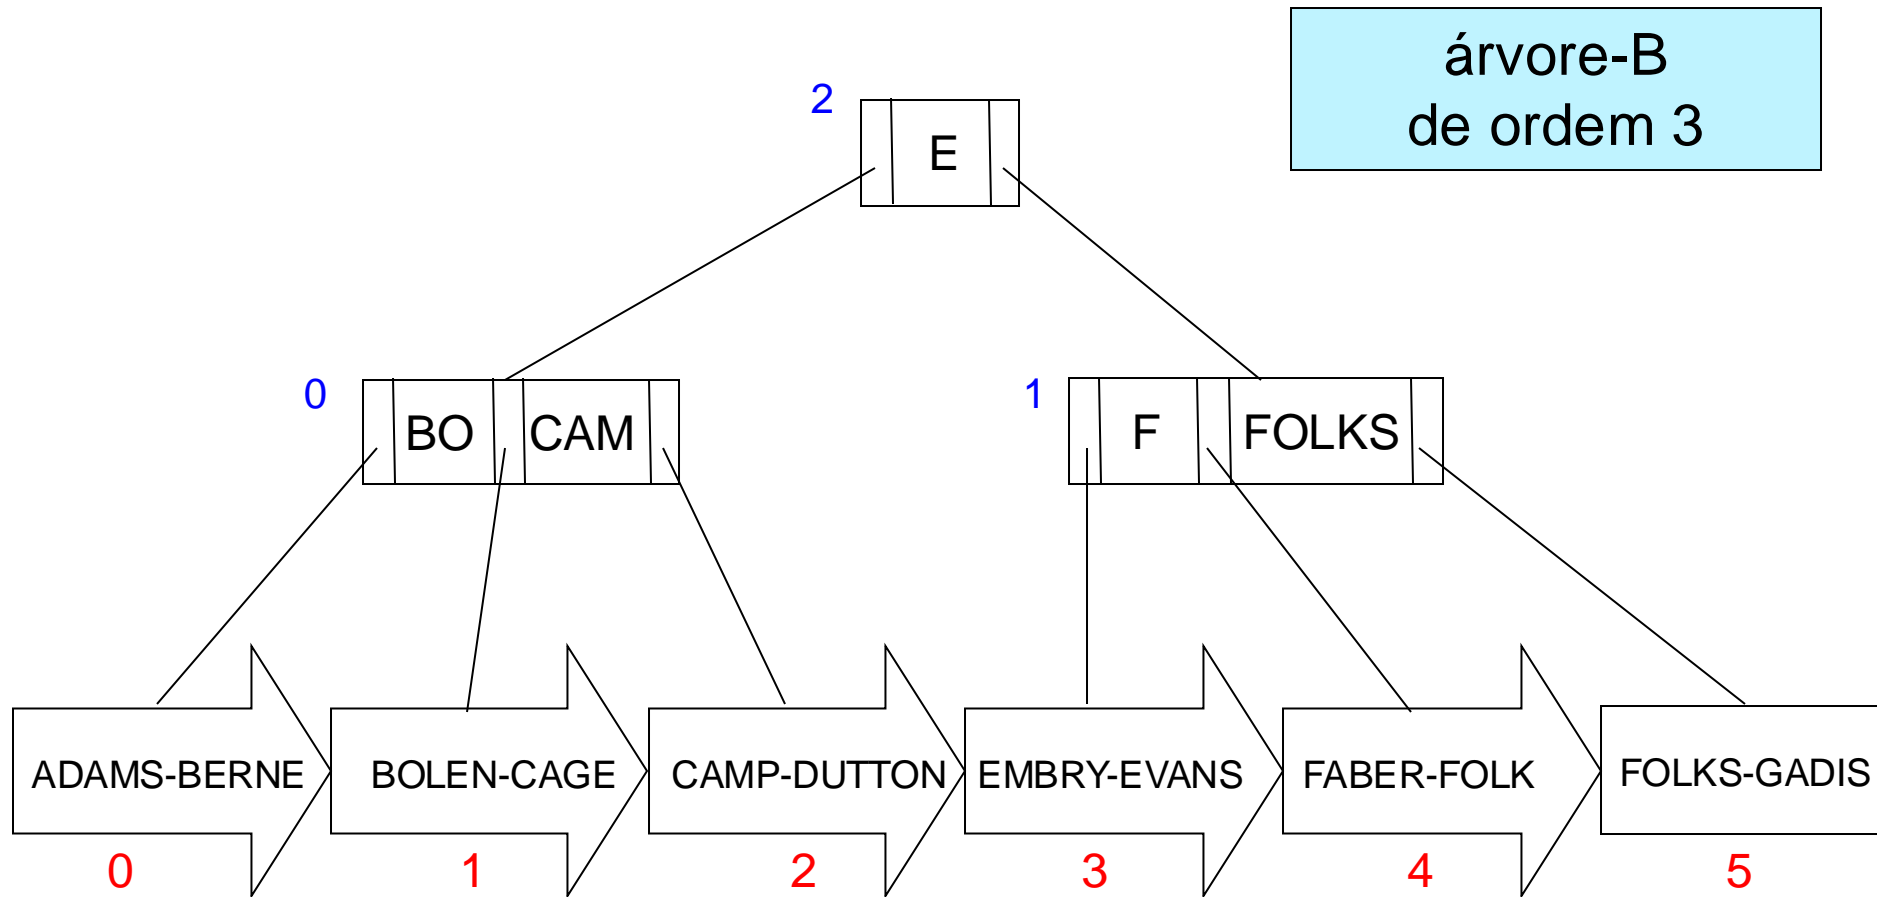 árvore-B
de ordem 3
2
E
0
BO CAM
1
F FOLKS
ADAMS-BERNE
BOLEN-CAGE
CAMP-DUTTON
EMBRY-EVANS
FABER-FOLK
FOLKS-GADIS
0
1
2
3
4
5